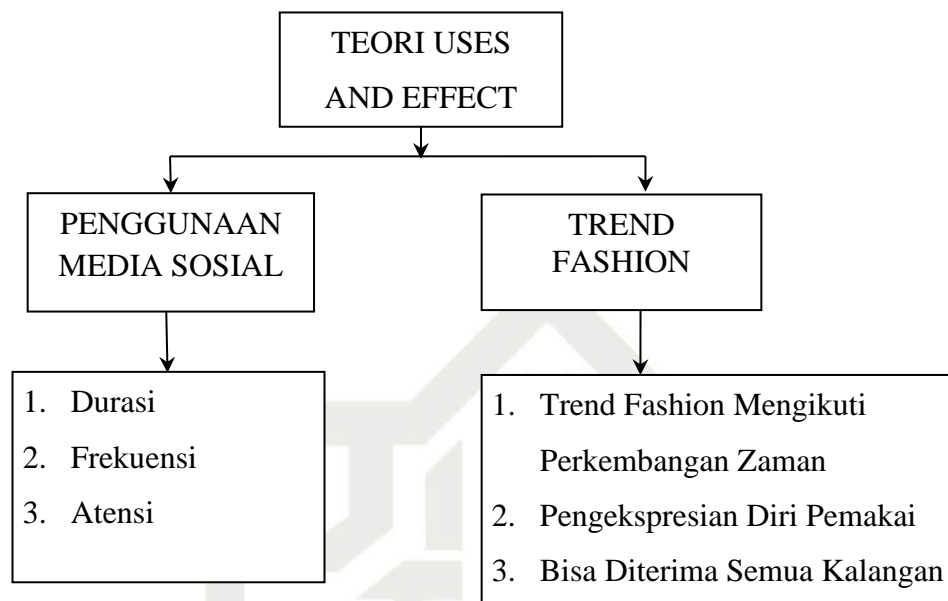 TEORI USES
AND EFFECT
PENGGUNAAN
MEDIA SOSIAL
TREND
FASHION
1. Durasi
2. Frekuensi
3. Atensi
1. Trend Fashion Mengikuti
Perkembangan Zaman
2. Pengekspresian Diri Pemakai
3. Bisa Diterima Semua Kalangan